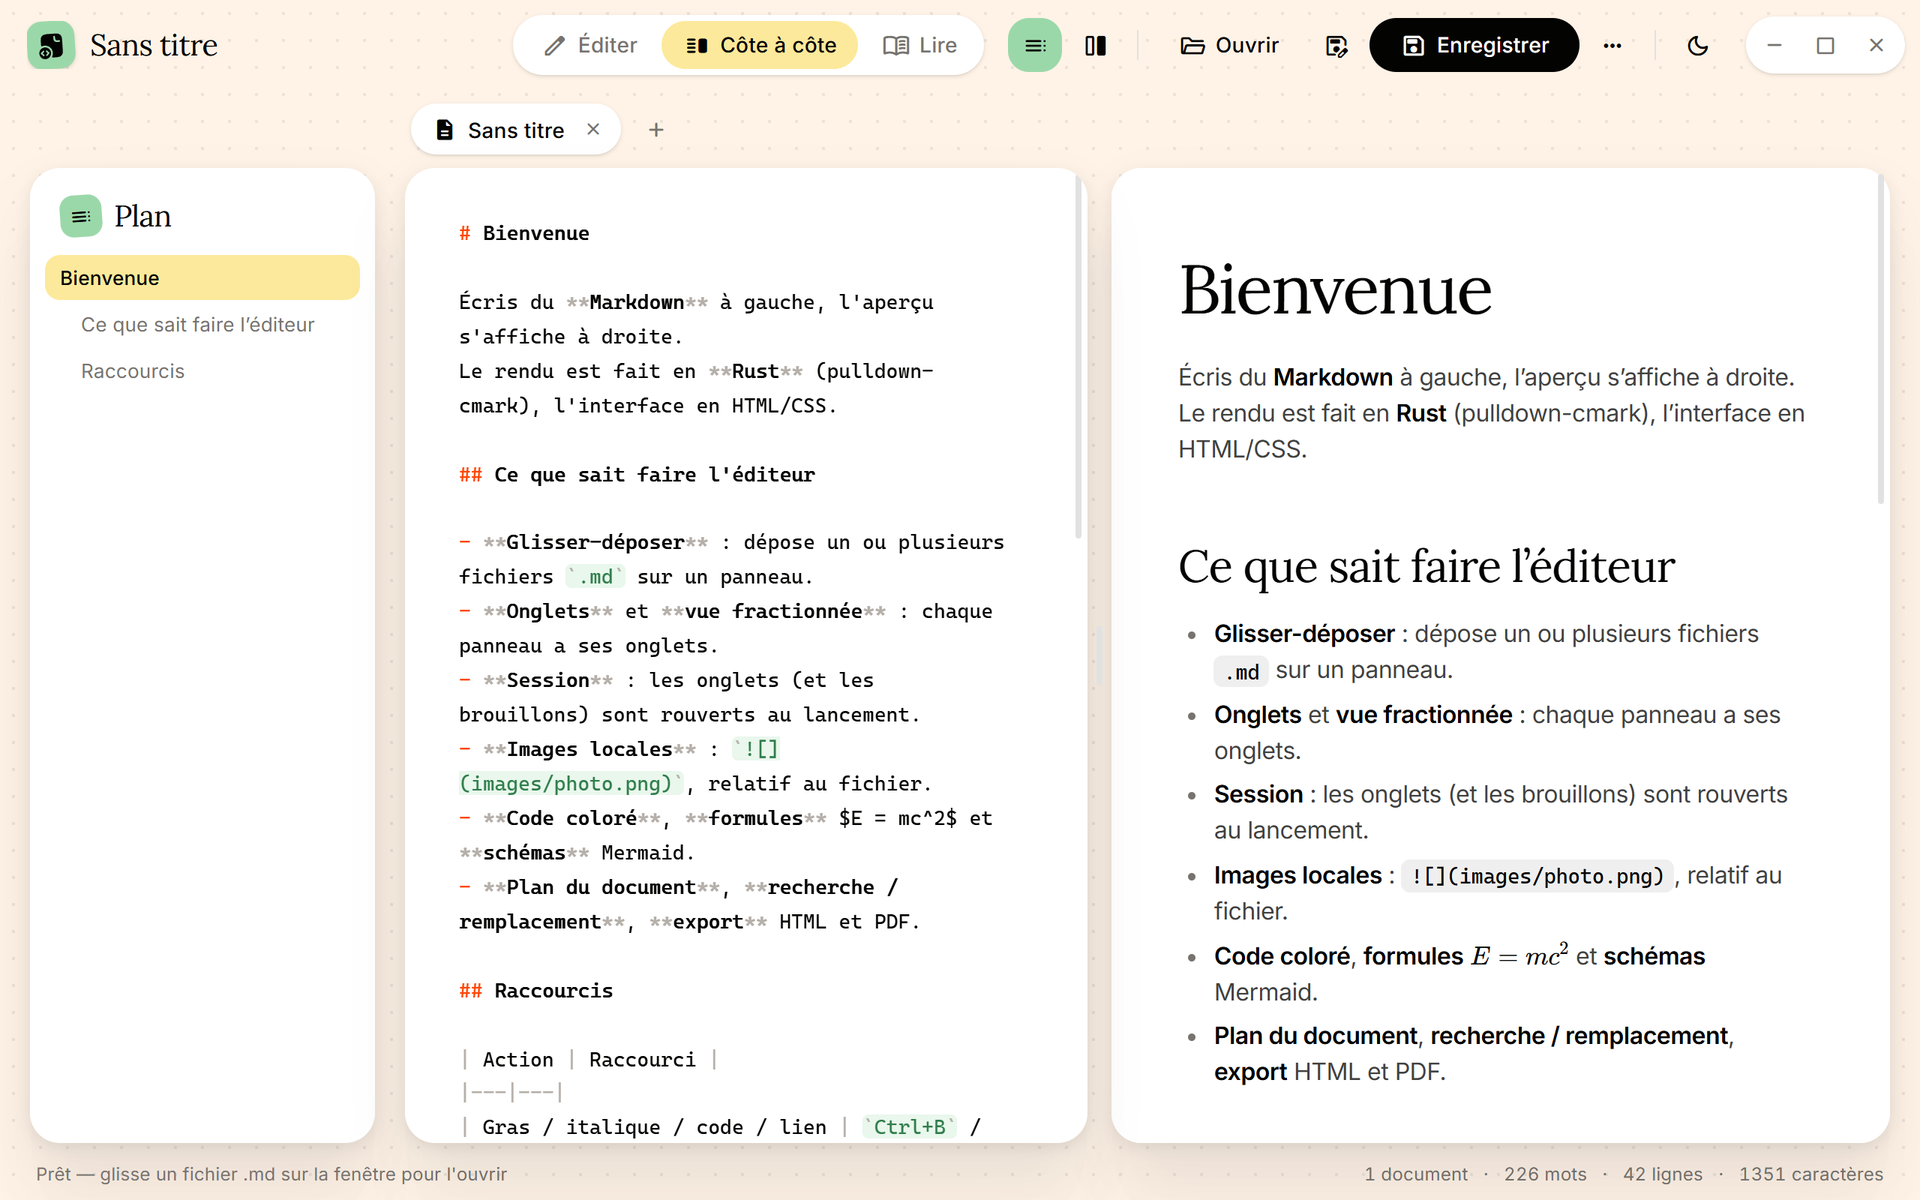 Sans titre
Éditer
Côte à côte
Lire
Ouvrir
Enregistrer
Sans titre
Plan
Bienvenue
Ce que sait faire l’éditeur
Raccourcis
# Bienvenue
Écris du **Markdown** à gauche, l'aperçu
s'affiche à droite.
Le rendu est fait en **Rust** (pulldown-
cmark), l'interface en HTML/CSS.
## Ce que sait faire l'éditeur
- **Glisser-déposer** : dépose un ou plusieurs
fichiers `.md` sur un panneau.
- **Onglets** et **vue fractionnée** : chaque
panneau a ses onglets.
- **Session** : les onglets (et les
brouillons) sont rouverts au lancement.
- **Images locales** : `![]
(images/photo.png)`, relatif au fichier.
- **Code coloré**, **formules** $E = mc^2$ et
**schémas** Mermaid.
- **Plan du document**, **recherche /
remplacement**, **export** HTML et PDF.
## Raccourcis
| Action | Raccourci |
|---|---|
| Gras / italique / code / lien | `Ctrl+B` /
Bienvenue
Écris du Markdown à gauche, l’aperçu s’affiche à droite.
Le rendu est fait en Rust (pulldown-cmark), l’interface en
HTML/CSS.
Ce que sait faire l’éditeur
• Glisser-déposer : dépose un ou plusieurs fichiers
.md sur un panneau.
• Onglets et vue fractionnée : chaque panneau a ses
onglets.
• Session : les onglets (et les brouillons) sont rouverts
au lancement.
• Images locales : ![](images/photo.png), relatif au
fichier.
• Code coloré, formules E = mc² et schémas
Mermaid.
• Plan du document, recherche / remplacement,
export HTML et PDF.
Prêt — glisse un fichier .md sur la fenêtre pour l'ouvrir
1 document · 226 mots · 42 lignes · 1351 caractères